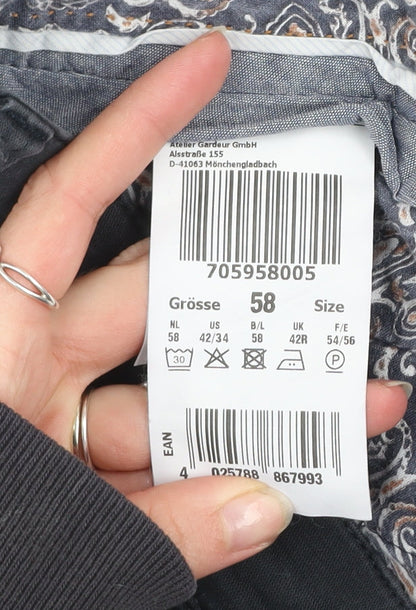 Atelier Gardeur GmbH
Alsstraße 155
D-41063 Mönchengladbach
705958005
Grösse 58 Size
NL US B/L UK F/E
58 42/34 58 42R 54/56
30 P
EAN
4 025788 867993